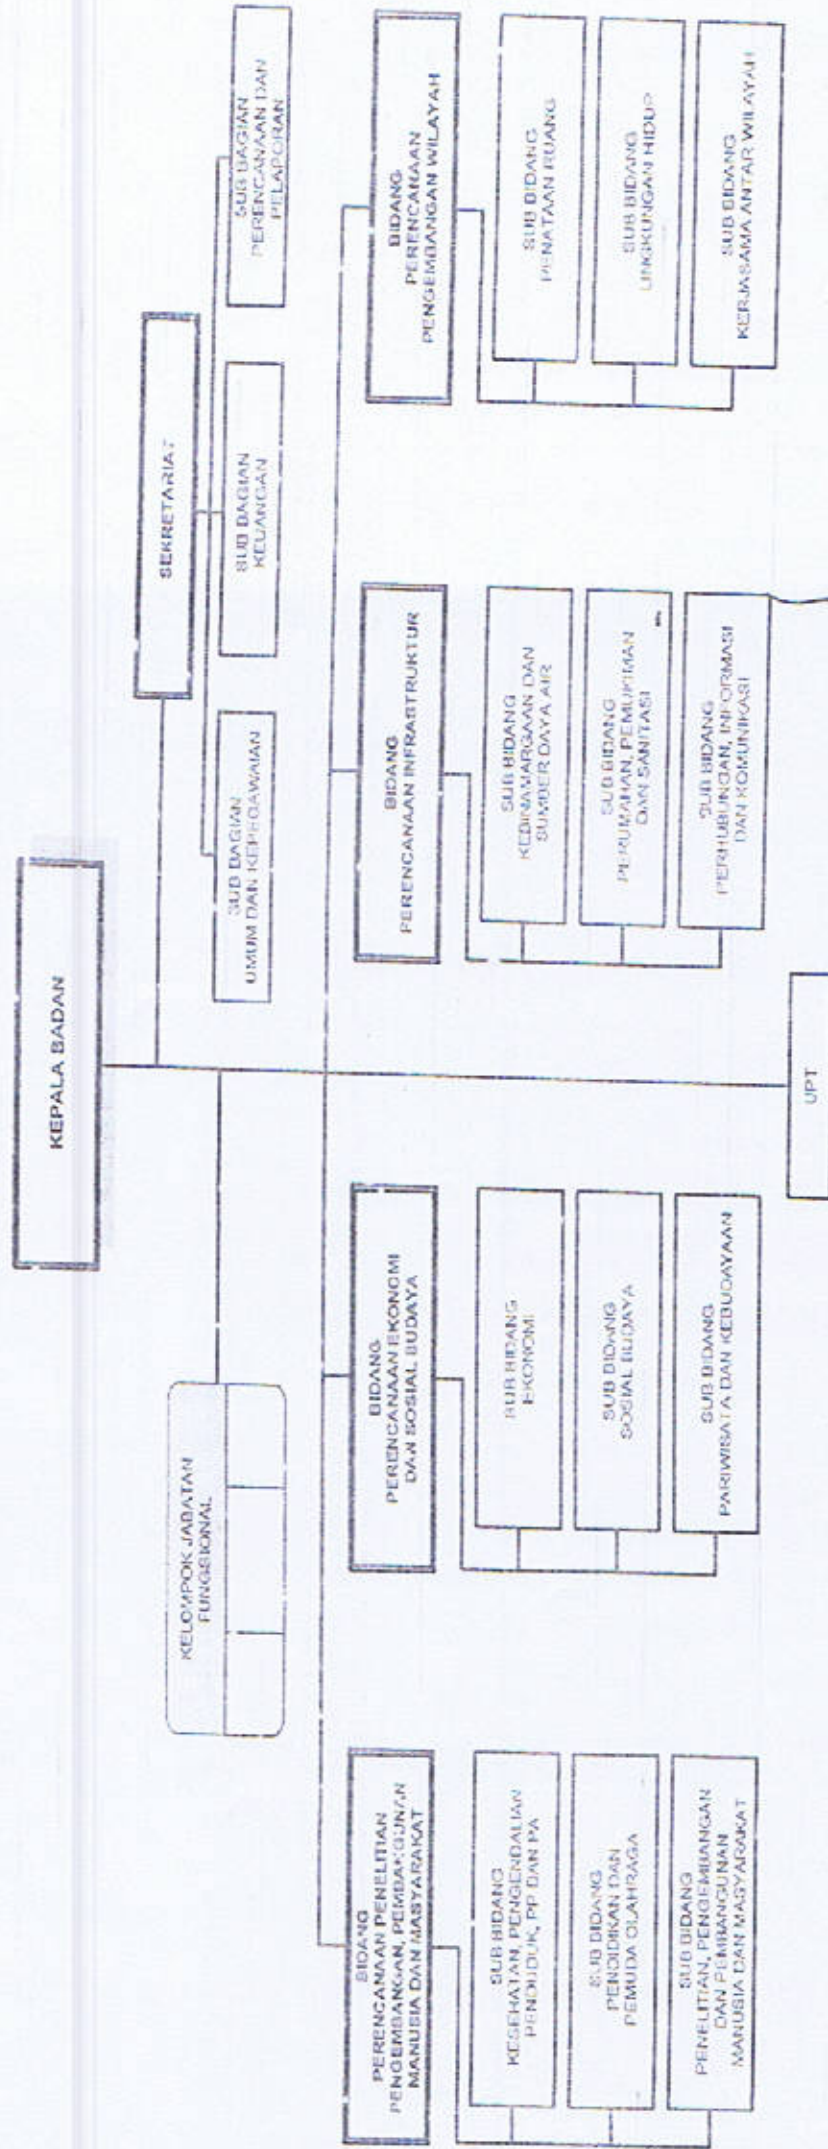 KEPALA BADAN
SEKRETARIAT
KELOMPOK JABATAN
FUNGSIONAL
SUB BAGIAN
UMUM DAN KEPEGAWAIAN
SUB BAGIAN
KEUANGAN
SUB BAGIAN
PERENCANAAN DAN
PELAPORAN
BIDANG
PERENCANAAN PENELITIAN
PENGEMBANGAN, PEMBANGUNAN
MANUSIA DAN MASYARAKAT
SUB BIDANG
KESEHATAN, PENGENDALIAN
PENDUDUK, PP DAN PA
SUB BIDANG
PENDIDIKAN DAN
PEMUDA OLAHRAGA
SUB BIDANG
PENELITIAN, PENGEMBANGAN
DAN PEMBANGUNAN
MANUSIA DAN MASYARAKAT
BIDANG
PERENCANAAN EKONOMI
DAN SOSIAL BUDAYA
SUB BIDANG
EKONOMI
SUB BIDANG
SOSIAL BUDAYA
SUB BIDANG
PARIWISATA DAN KEBUDAYAAN
BIDANG
PERENCANAAN INFRASTRUKTUR
SUB BIDANG
KEBINAMARGAAN DAN
SUMBER DAYA AIR
SUB BIDANG
PERUMAHAN, PEMUKIMAN
DAN SANITASI
SUB BIDANG
PERHUBUNGAN, INFORMASI
DAN KOMUNIKASI
BIDANG
PERENCANAAN
PENGEMBANGAN WILAYAH
SUB BIDANG
PENATAAN RUANG
SUB BIDANG
LINGKUNGAN HIDUP
SUB BIDANG
KERJASAMA ANTAR WILAYAH
UPT